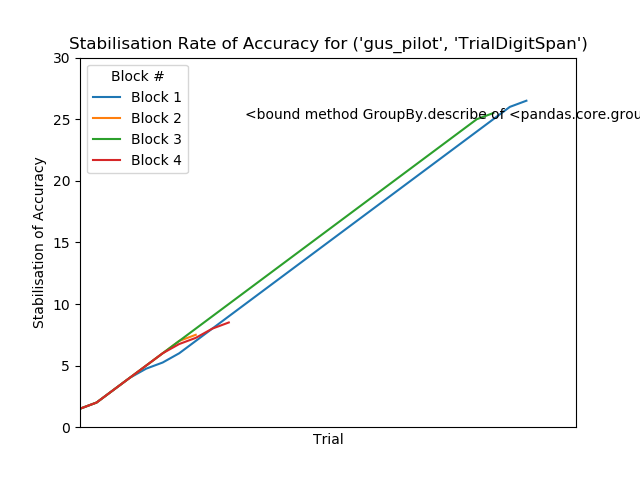 Stabilisation Rate of Accuracy for ('gus_pilot', 'TrialDigitSpan')
30
25
20
15
10
5
0
Stabilisation of Accuracy
Block #
Block 1
Block 2
Block 3
Block 4
<bound method GroupBy.describe of <pandas.core.grou
Trial